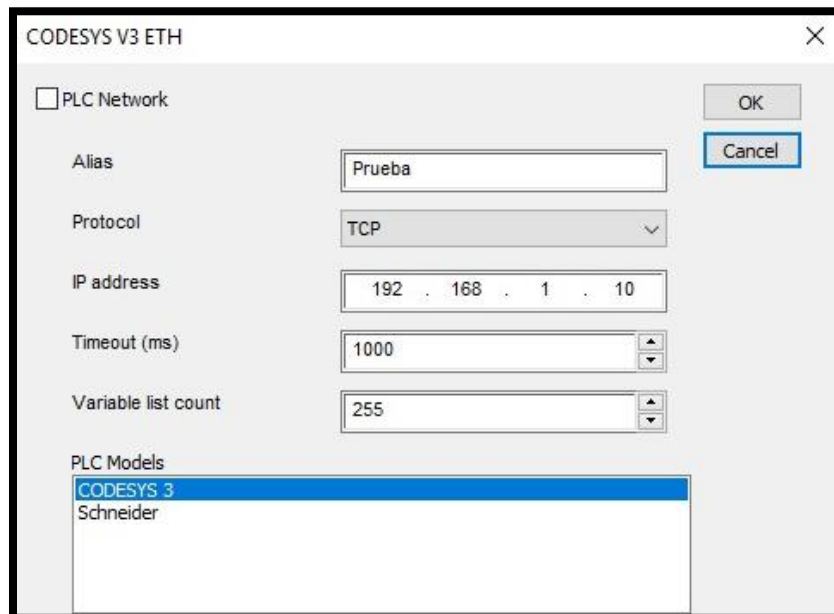 CODESYS V3 ETH
PLC Network
OK
Cancel
Alias
Prueba
Protocol
TCP
IP address
192 . 168 . 1 . 10
Timeout (ms)
1000
Variable list count
255
PLC Models
CODESYS 3
Schneider